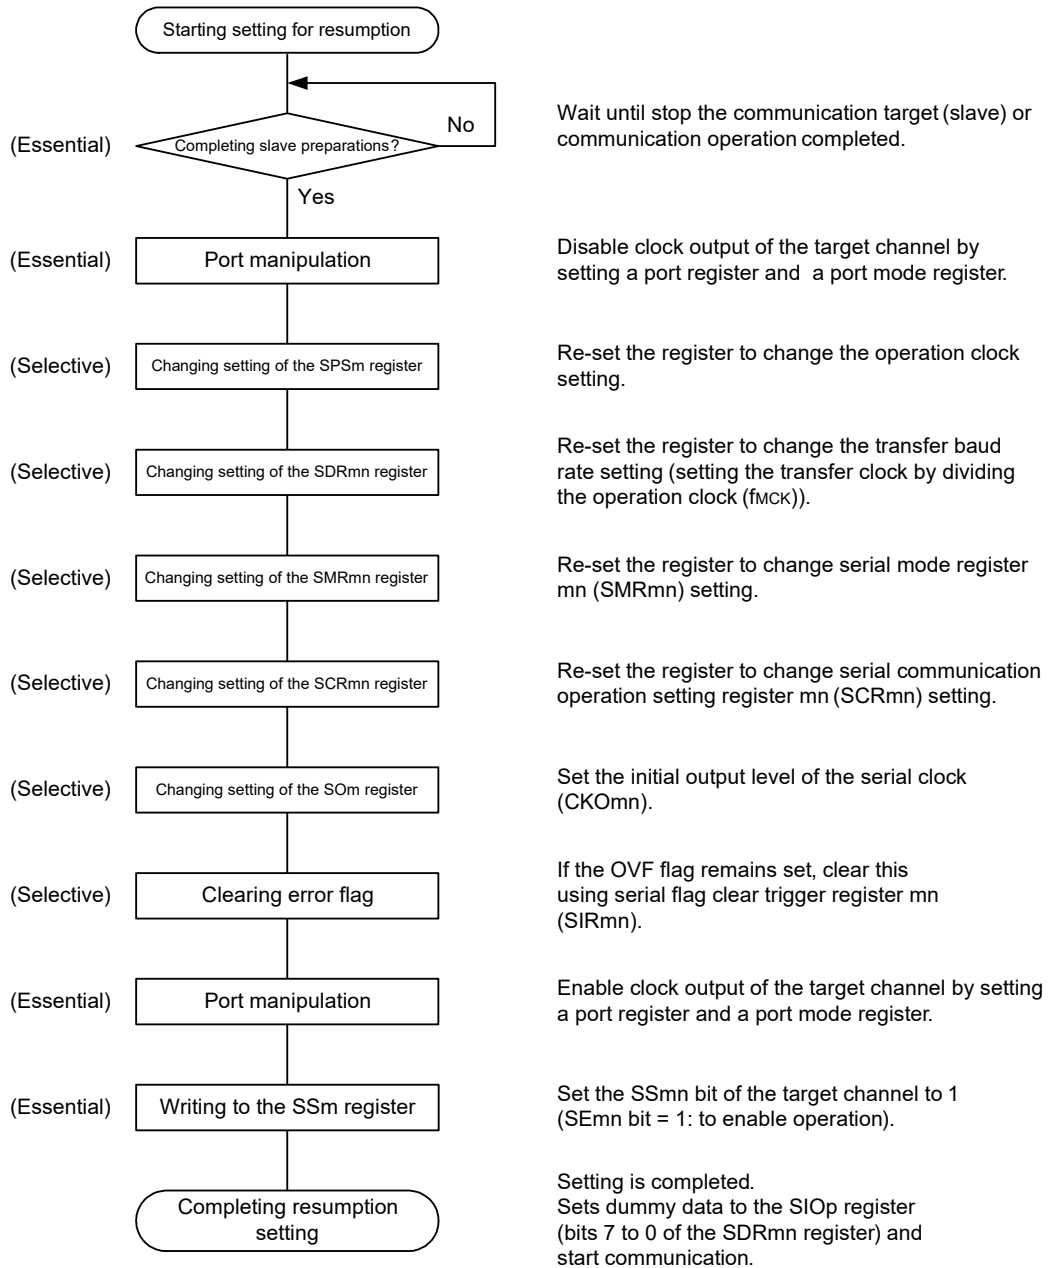 Starting setting for resumption
No
Wait until stop the communication target (slave) or
communication operation completed.
(Essential)
Completing slave preparations?
Yes
(Essential)
Port manipulation
Disable clock output of the target channel by
setting a port register and a port mode register.
(Selective)
Changing setting of the SPSm register
Re-set the register to change the operation clock
setting.
(Selective)
Changing setting of the SDRmn register
Re-set the register to change the transfer baud
rate setting (setting the transfer clock by dividing
the operation clock (fMCK)).
(Selective)
Changing setting of the SMRmn register
Re-set the register to change serial mode register
mn (SMRmn) setting.
(Selective)
Changing setting of the SCRmn register
Re-set the register to change serial communication
operation setting register mn (SCRmn) setting.
(Selective)
Changing setting of the SOm register
Set the initial output level of the serial clock
(CKOmn).
(Selective)
Clearing error flag
If the OVF flag remains set, clear this
using serial flag clear trigger register mn
(SIRmn).
(Essential)
Port manipulation
Enable clock output of the target channel by setting
a port register and a port mode register.
(Essential)
Writing to the SSm register
Set the SSmn bit of the target channel to 1
(SEmn bit = 1: to enable operation).
Completing resumption
setting
Setting is completed.
Sets dummy data to the SIOp register
(bits 7 to 0 of the SDRmn register) and
start communication.